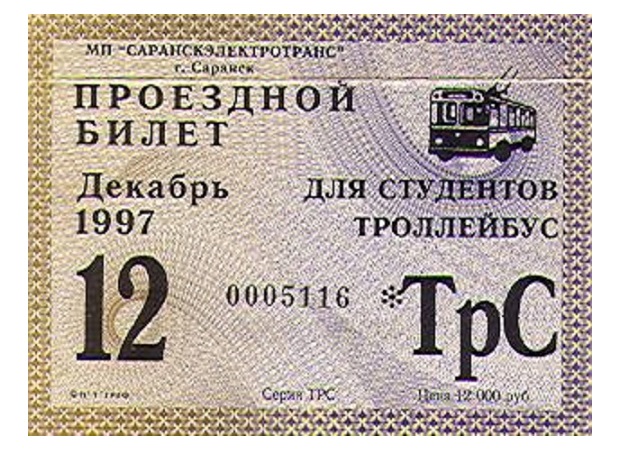 МП "САРАНСКЭЛЕКТРОТРАНС"
г. Саранск
ПРОЕЗДНОЙ
БИЛЕТ
Декабрь
1997
ДЛЯ СТУДЕНТОВ
ТРОЛЛЕЙБУС
12
0005116
*ТрС
Серия ТРС
Цена 12 000 руб.